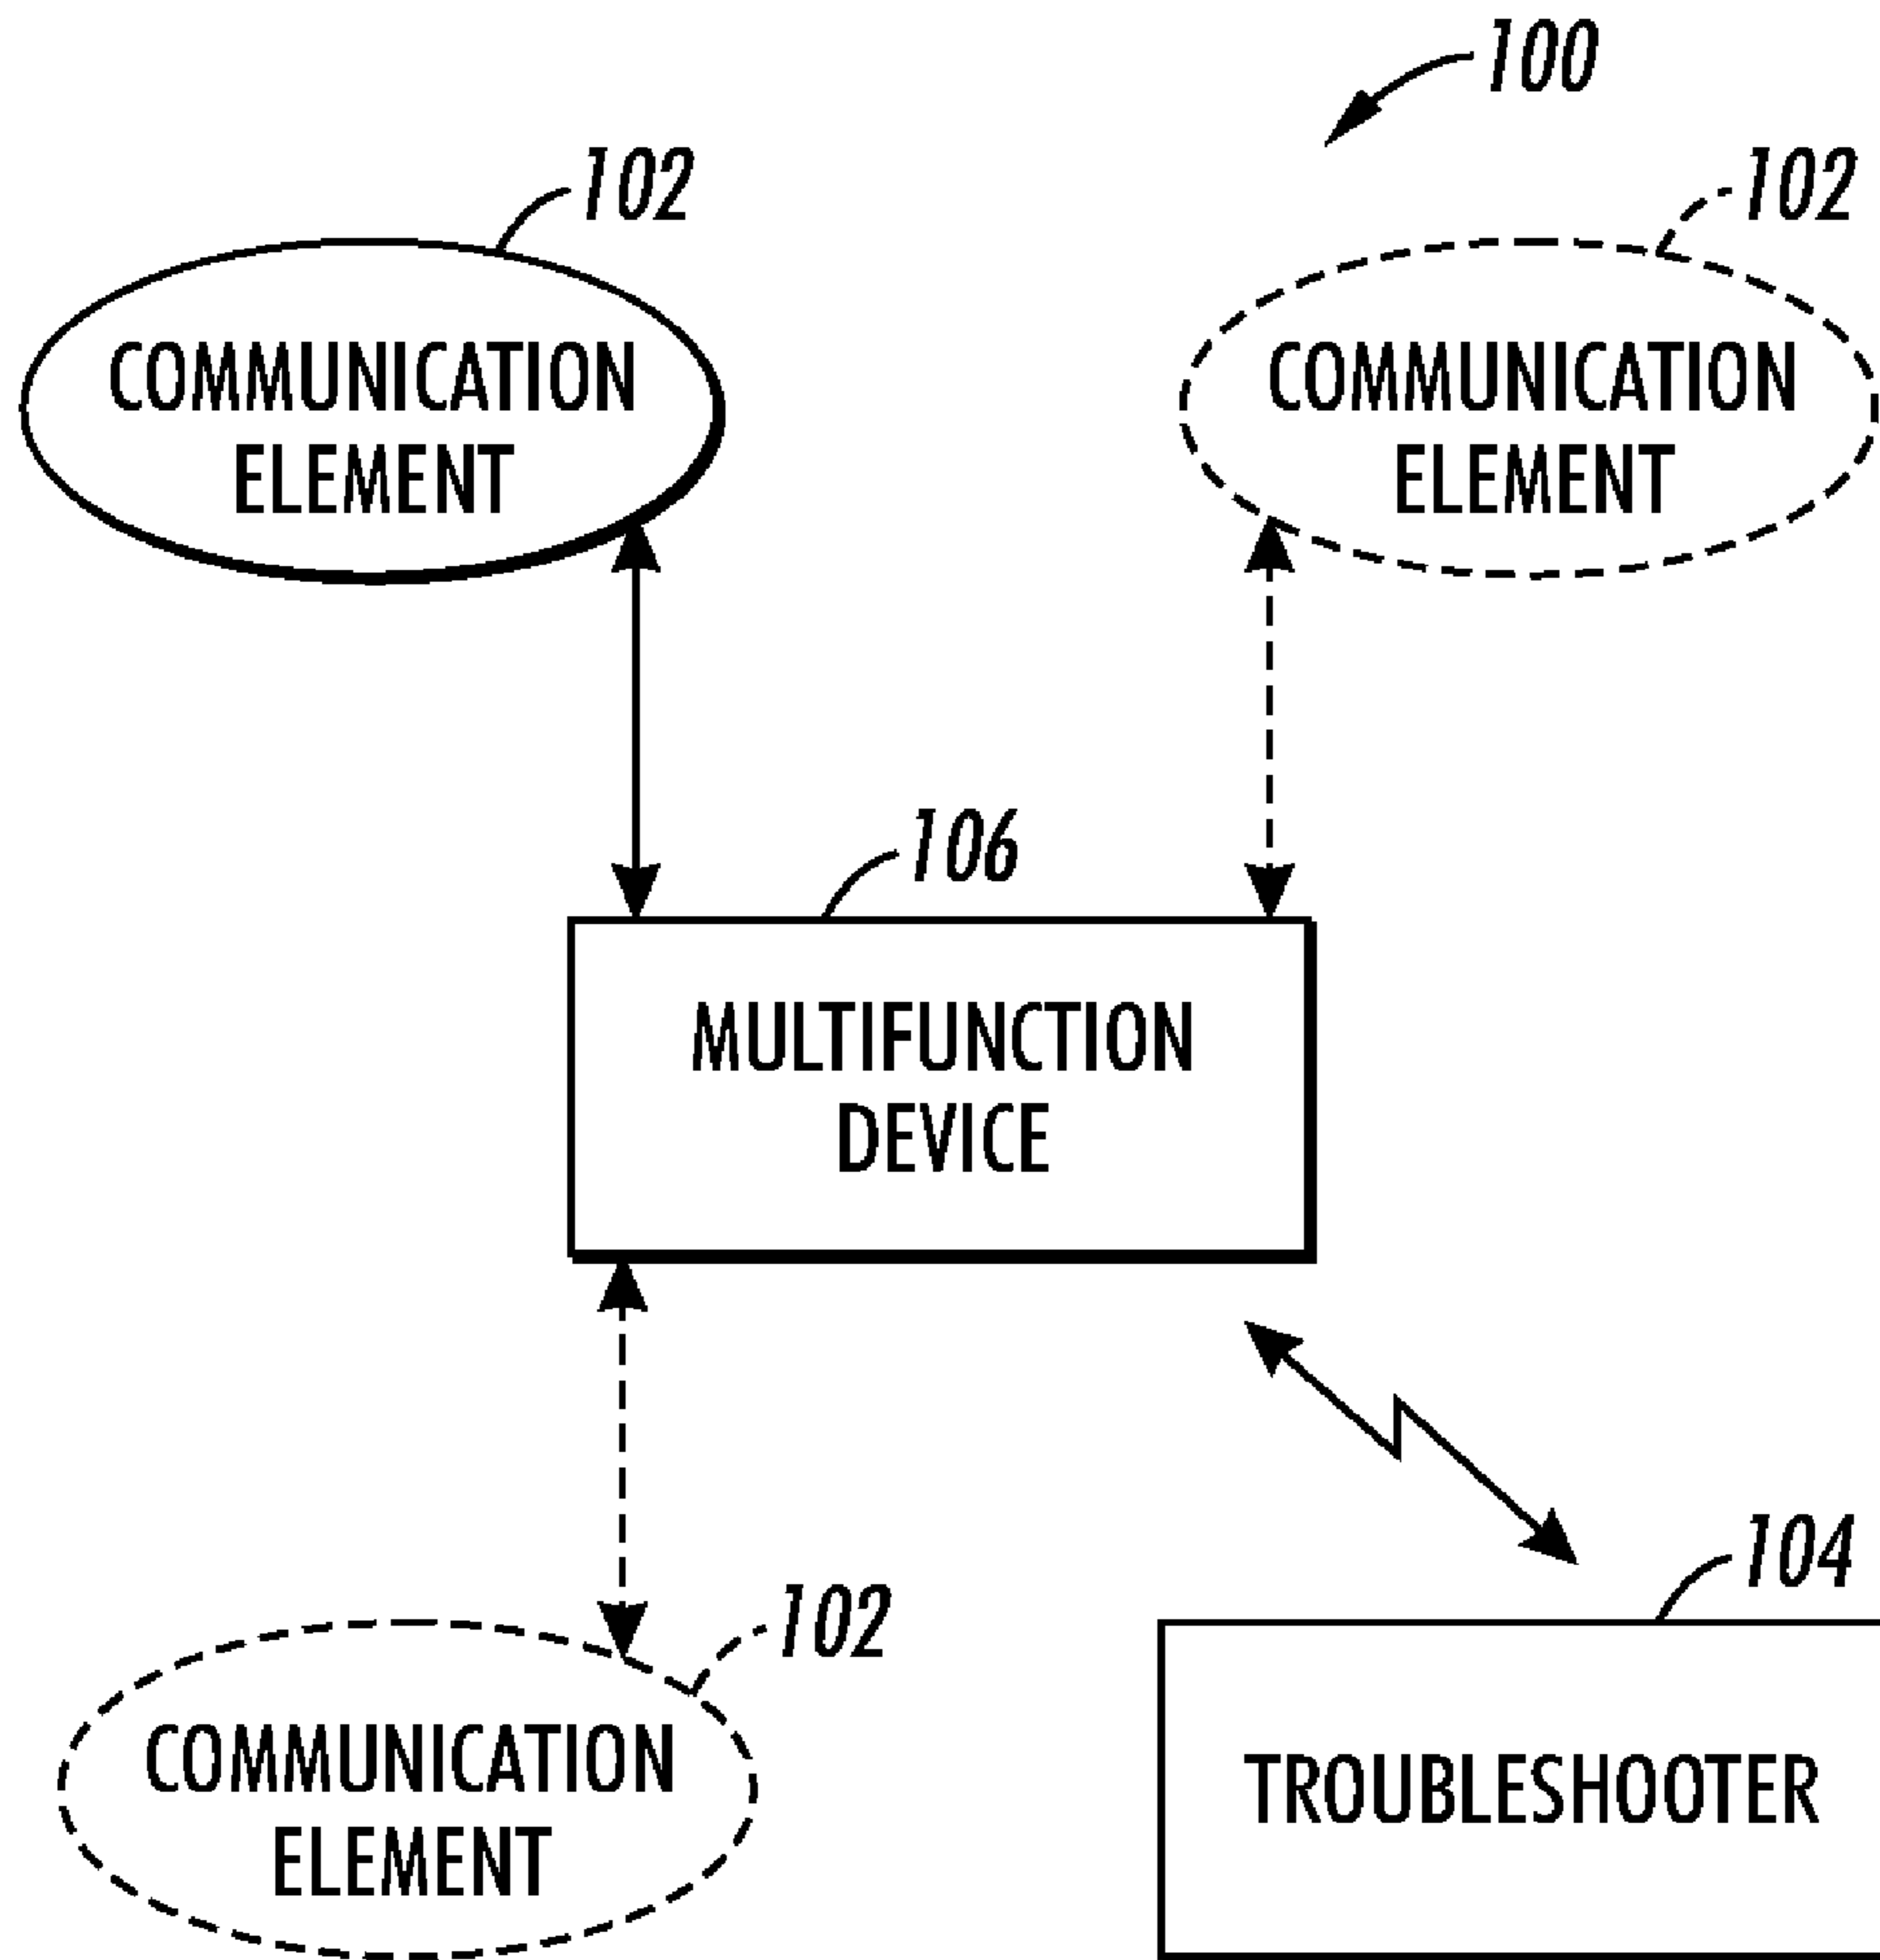 100
102
102
COMMUNICATION
ELEMENT
COMMUNICATION
ELEMENT
106
MULTIFUNCTION
DEVICE
104
102
COMMUNICATION
ELEMENT
TROUBLESHOOTER